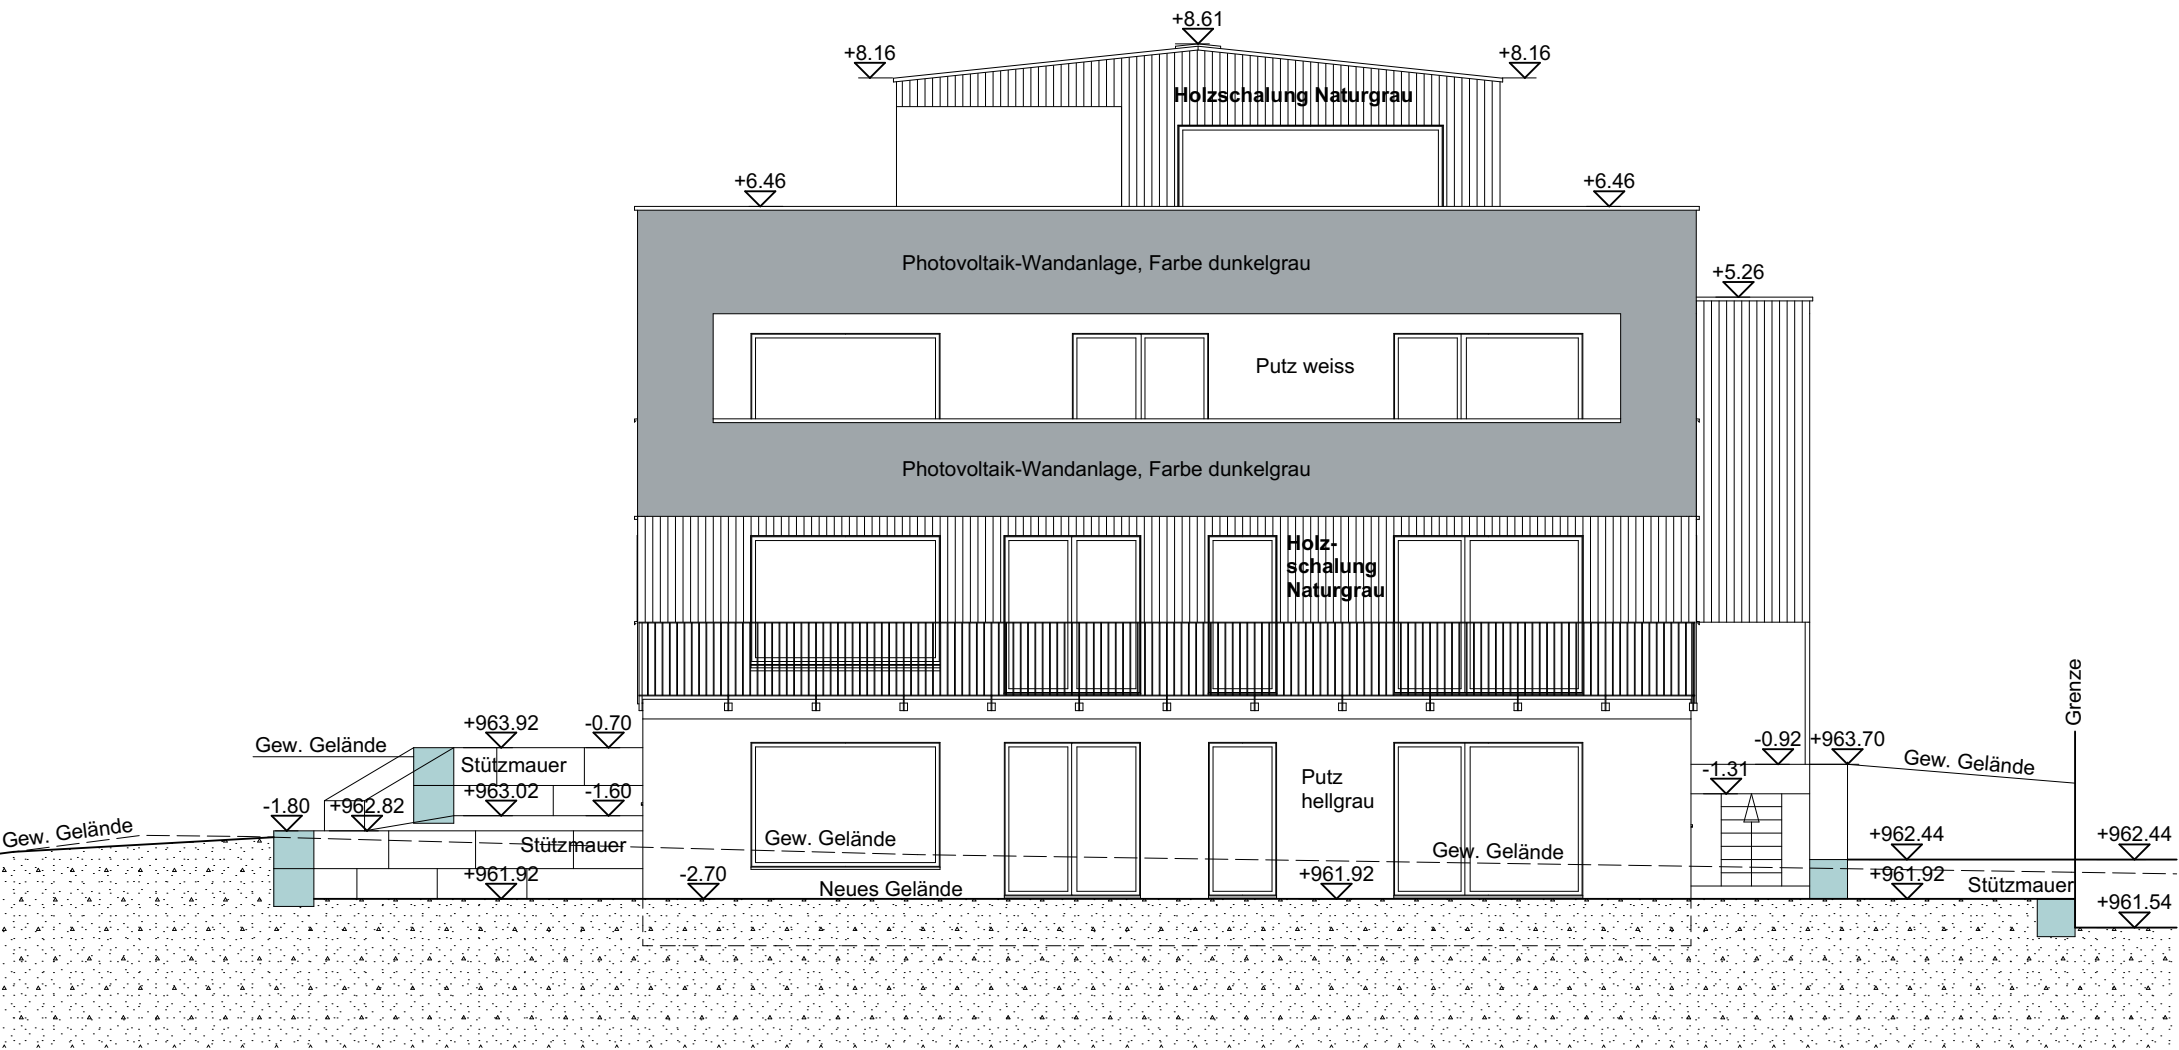 +8.61
+8.16
+8.16
Holzschalung Naturgrau
+6.46
+6.46
Photovoltaik-Wandanlage, Farbe dunkelgrau
+5.26
Putz weiss
Photovoltaik-Wandanlage, Farbe dunkelgrau
Holz-
schalung
Naturgrau
Grenze
+963.92
-0.70
Gew. Gelände
Stützmauer
+963.02
-1.60
-1.80
+962.82
Gew. Gelände
Stützmauer
+961.92
-2.70
Gew. Gelände
Neues Gelände
Putz
hellgrau
+961.92
Gew. Gelände
-0.92
+963.70
-1.31
Gew. Gelände
+962.44
+962.44
+961.92
Stützmauer
+961.54